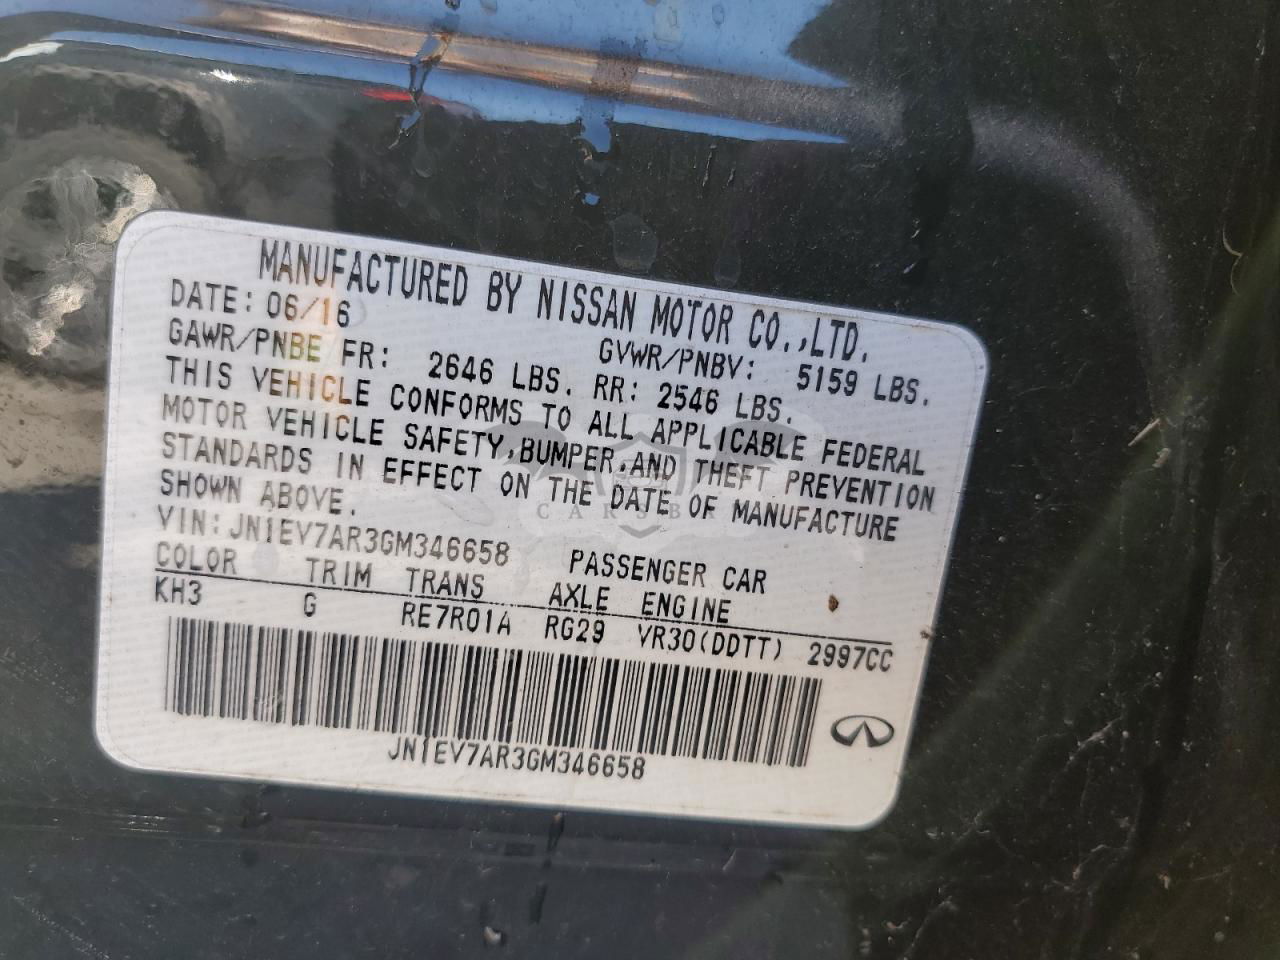 MANUFACTURED BY NISSAN MOTOR CO.,LTD.
DATE: 06/16 GVWR/PNBV: 5159 LBS.
GAWR/PNBE FR: 2646 LBS. RR: 2546 LBS.
THIS VEHICLE CONFORMS TO ALL APPLICABLE FEDERAL
MOTOR VEHICLE SAFETY,BUMPER,AND THEFT PREVENTION
STANDARDS IN EFFECT ON THE DATE OF MANUFACTURE
SHOWN ABOVE.
VIN: JN1EV7AR3GM346658 PASSENGER CAR
COLOR TRIM TRANS AXLE ENGINE
KH3 G RE7R01A RG29 VR30(DDTT) 2997CC
JN1EV7AR3GM346658